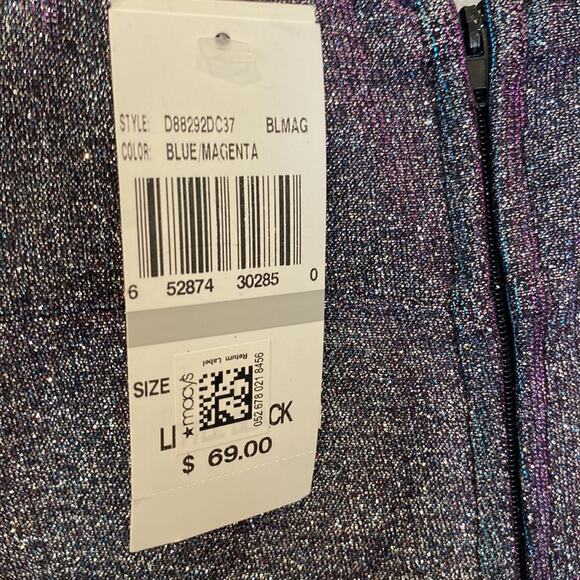 STYLE: D88292DC37 BLMAG
COLOR: BLUE/MAGENTA
6 52874 30285 0
SIZE
Return Label
★macy's
052 678 021 8456
$ 69.00